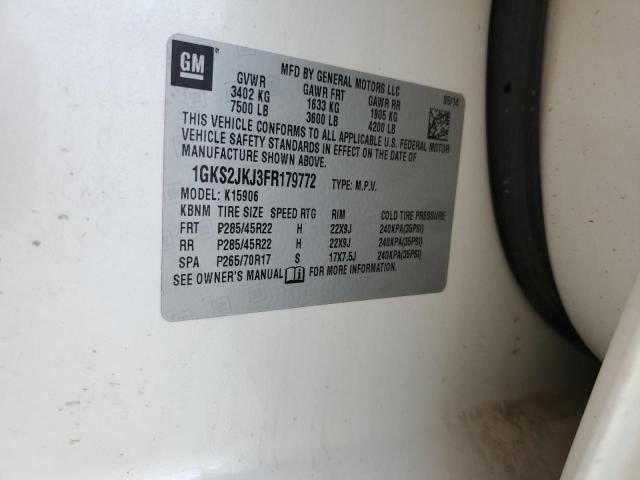 GM
MFD BY GENERAL MOTORS LLC 05/14
GVWR GAWR FRT GAWR RR
3402 KG 1633 KG 1905 KG
7500 LB 3600 LB 4200 LB
THIS VEHICLE CONFORMS TO ALL APPLICABLE U.S. FEDERAL MOTOR
VEHICLE SAFETY STANDARDS IN EFFECT ON THE DATE OF
MANUFACTURE SHOWN ABOVE.
1GKS2JKJ3FR179772 TYPE: M.P.V.
MODEL: K15906
KBNM TIRE SIZE SPEED RTG RIM COLD TIRE PRESSURE
FRT P285/45R22 H 22X9J 240KPA(35PSI)
RR P285/45R22 H 22X9J 240KPA(35PSI)
SPA P265/70R17 S 17X7.5J 240KPA(35PSI)
SEE OWNER'S MANUAL FOR MORE INFORMATION.